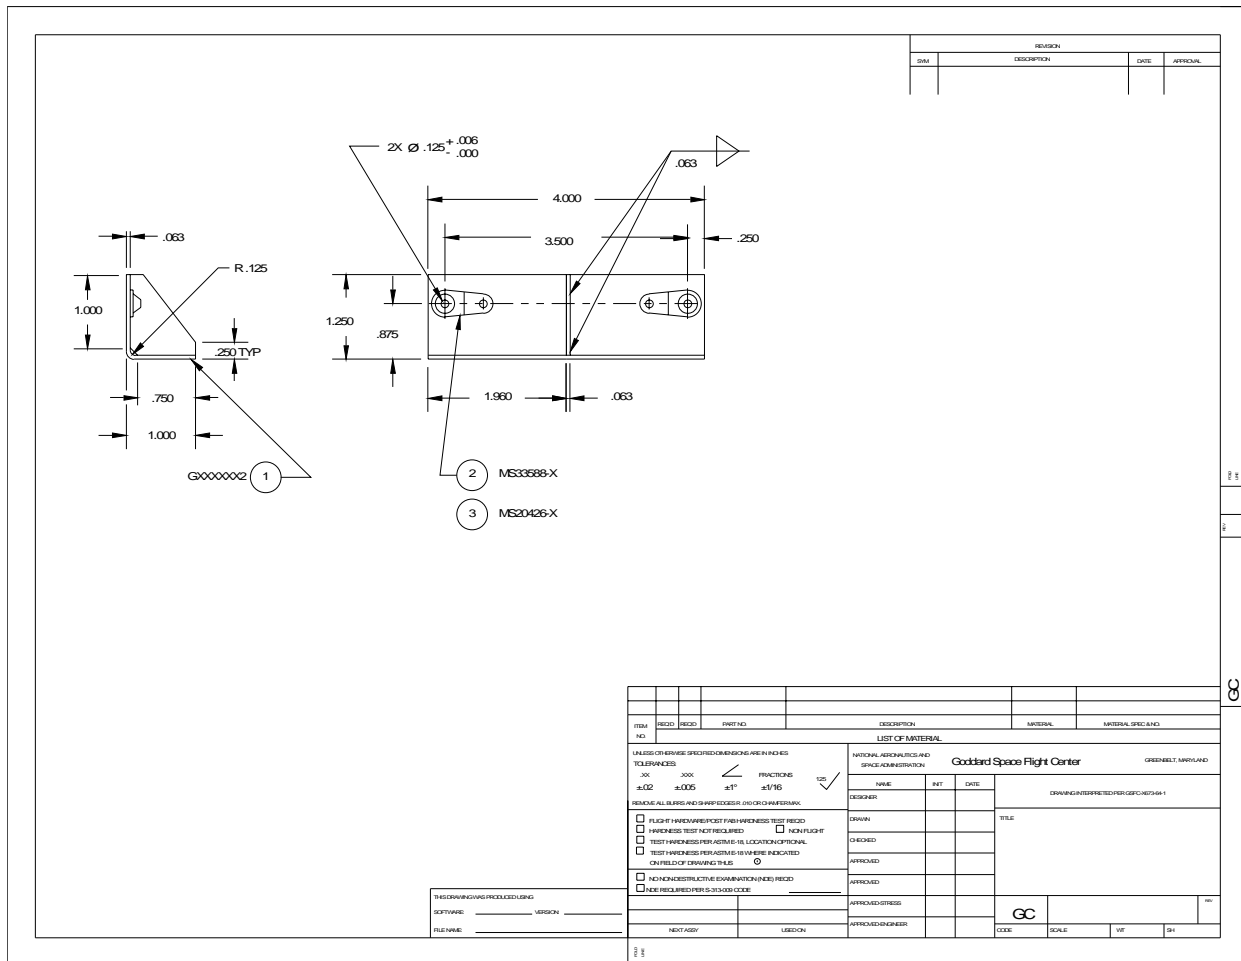 REVISION
SYM DESCRIPTION DATE APPROVAL
2X Ø .125 + .006
- .000
.063
4.000
3.500
.250
.063
R .125
1.000
.250 TYP
.750
1.000
1.250
.875
1.960
.063
GXXXXXX2 1
2 MS33588-X
3 MS20426-X
FOLD
LINE
REV
GC
ITEM
NO.
REQ'D REQ'D PART NO. DESCRIPTION MATERIAL MATERIAL SPEC & NO.
LIST OF MATERIAL
UNLESS OTHERWISE SPECIFIED DIMENSIONS ARE IN INCHES
TOLERANCES:
.XX .XXX FRACTIONS 125
±.02 ±.005 ±1° ±1/16
REMOVE ALL BURRS AND SHARP EDGES R .010 OR CHAMFER MAX.
FLIGHT HARDWARE/POST FAB HARDNESS TEST REQ'D
HARDNESS TEST NOT REQUIRED NON FLIGHT
TEST HARDNESS PER ASTM E-18, LOCATION OPTIONAL
TEST HARDNESS PER ASTM E-18 WHERE INDICATED
ON FIELD OF DRAWING THUS
NO NON-DESTRUCTIVE EXAMINATION (NDE) REQ'D
NDE REQUIRED PER S-313-009 CODE
NEXT ASSY USED ON
NATIONAL AERONAUTICS AND
SPACE ADMINISTRATION
Goddard Space Flight Center
GREENBELT, MARYLAND
NAME INIT DATE
DESIGNER
DRAWN
CHECKED
APPROVED
APPROVED
APPROVED-STRESS
APPROVED-ENGINEER
DRAWING INTERPRETED PER GSFC-X673-64-1
TITLE
GC
REV
CODE SCALE WT SH
THIS DRAWING WAS PRODUCED USING
SOFTWARE: VERSION:
FILE NAME:
FOLD
LINE